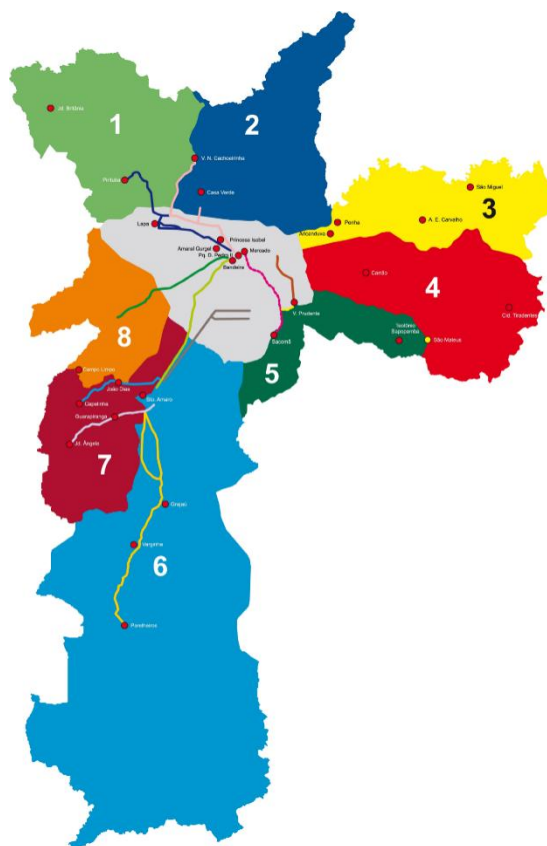 Jd. Britânia
1
2
V. N. Cachoeirinha
Pirituba
Casa Verde
São Miguel
3
Penha
A. E. Carvalho
Aricanduva
Lapa
Princesa Isabel
Amaral Gurgel
Mercado
Pq. D. Pedro II
Bandeira
Carrão
4
Cid. Tiradentes
V. Prudente
8
Sacomã
Teotônio
Sapopemba
São Mateus
5
Campo Limpo
João Dias
Capelinha
Sto. Amaro
Guarapiranga
Jd. Ângela
7
Grajaú
Varginha
6
Parelheiros